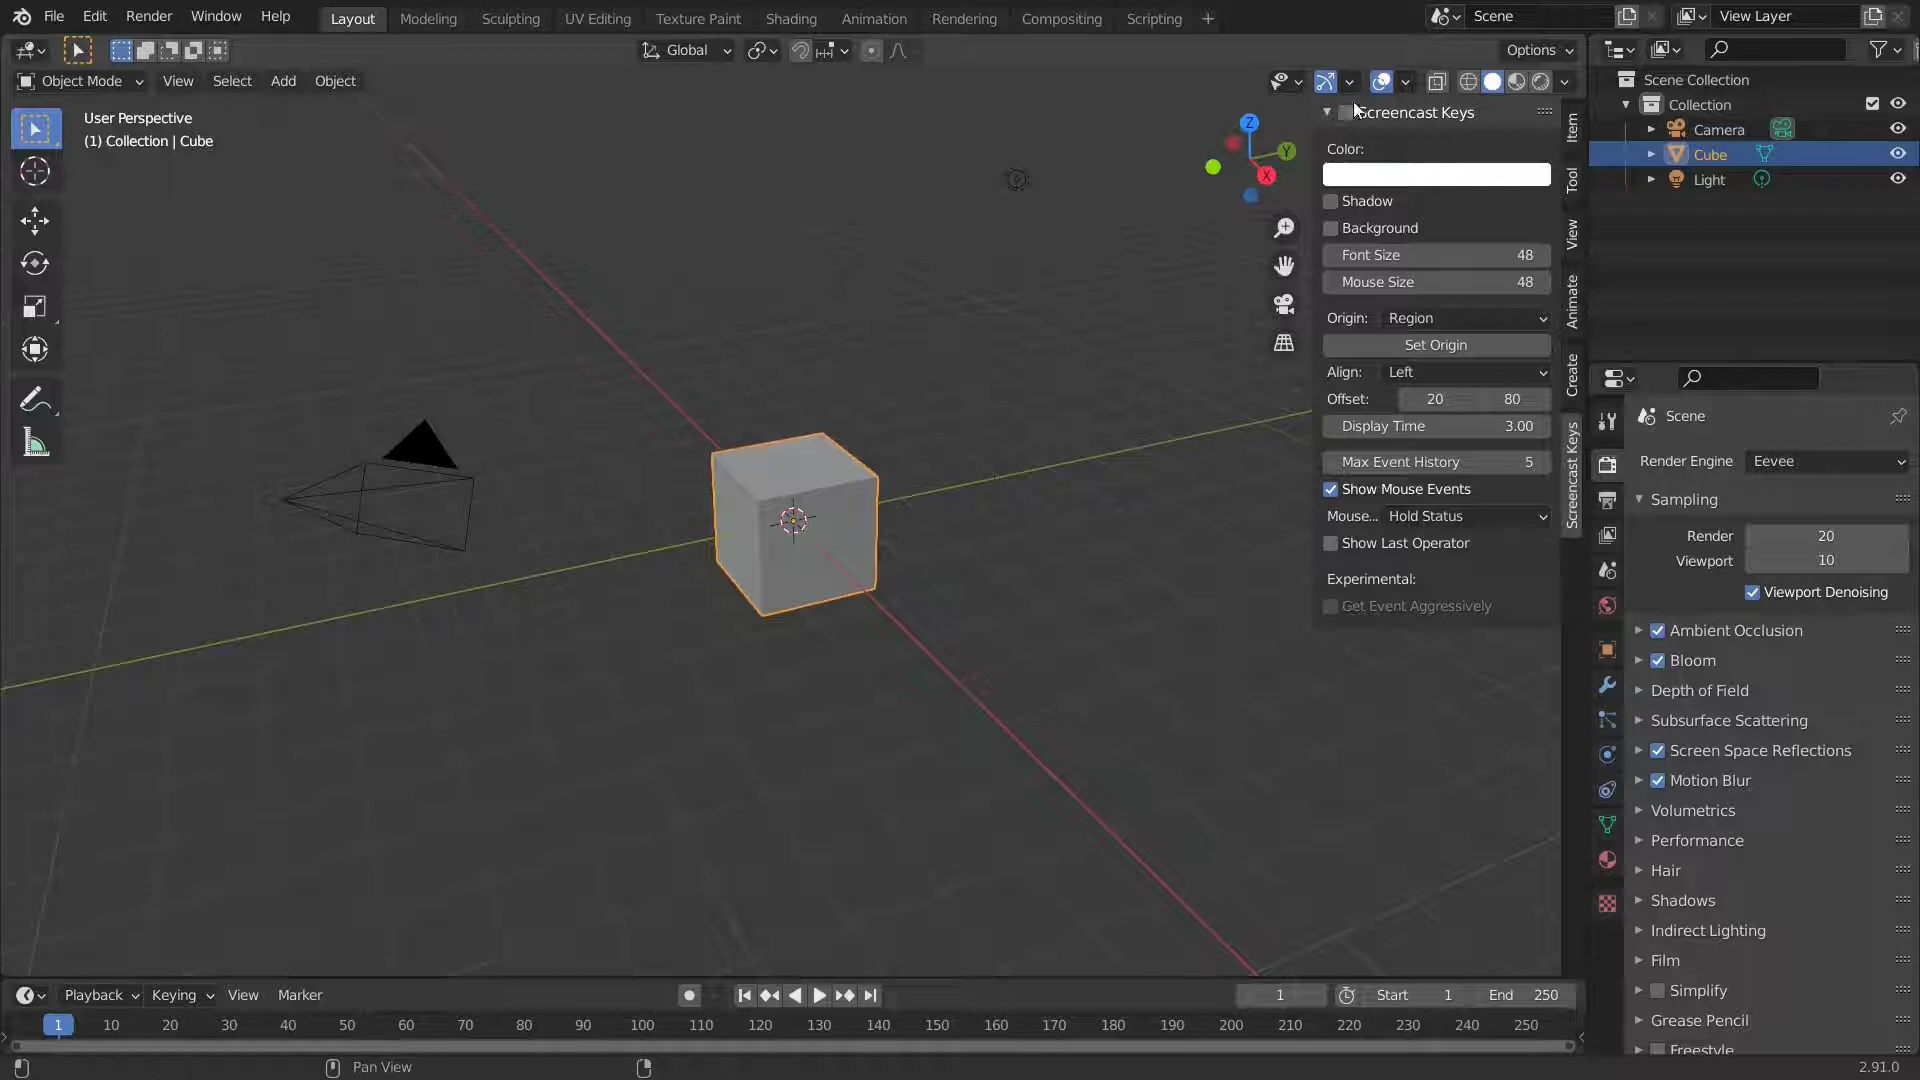 File Edit Render Window Help Layout Modeling Sculpting UV Editing Texture Paint Shading Animation Rendering Compositing Scripting + Scene View Layer
Global Options
Object Mode View Select Add Object
User Perspective
(1) Collection | Cube
Z
Y
X
Screencast Keys
Color:
Shadow
Background
Font Size 48
Mouse Size 48
Origin: Region
Set Origin
Align: Left
Offset: 20 80
Display Time 3.00
Max Event History 5
Show Mouse Events
Mouse... Hold Status
Show Last Operator
Experimental:
Get Event Aggressively
Item
Tool
View
Animate
Create
Screencast Keys
Scene Collection
Collection
Camera
Cube
Light
Scene
Render Engine Eevee
Sampling
Render 20
Viewport 10
Viewport Denoising
Ambient Occlusion
Bloom
Depth of Field
Subsurface Scattering
Screen Space Reflections
Motion Blur
Volumetrics
Performance
Hair
Shadows
Indirect Lighting
Film
Simplify
Grease Pencil
Freestyle
Playback Keying View Marker 1 Start 1 End 250
1 10 20 30 40 50 60 70 80 90 100 110 120 130 140 150 160 170 180 190 200 210 220 230 240 250
Pan View 2.91.0